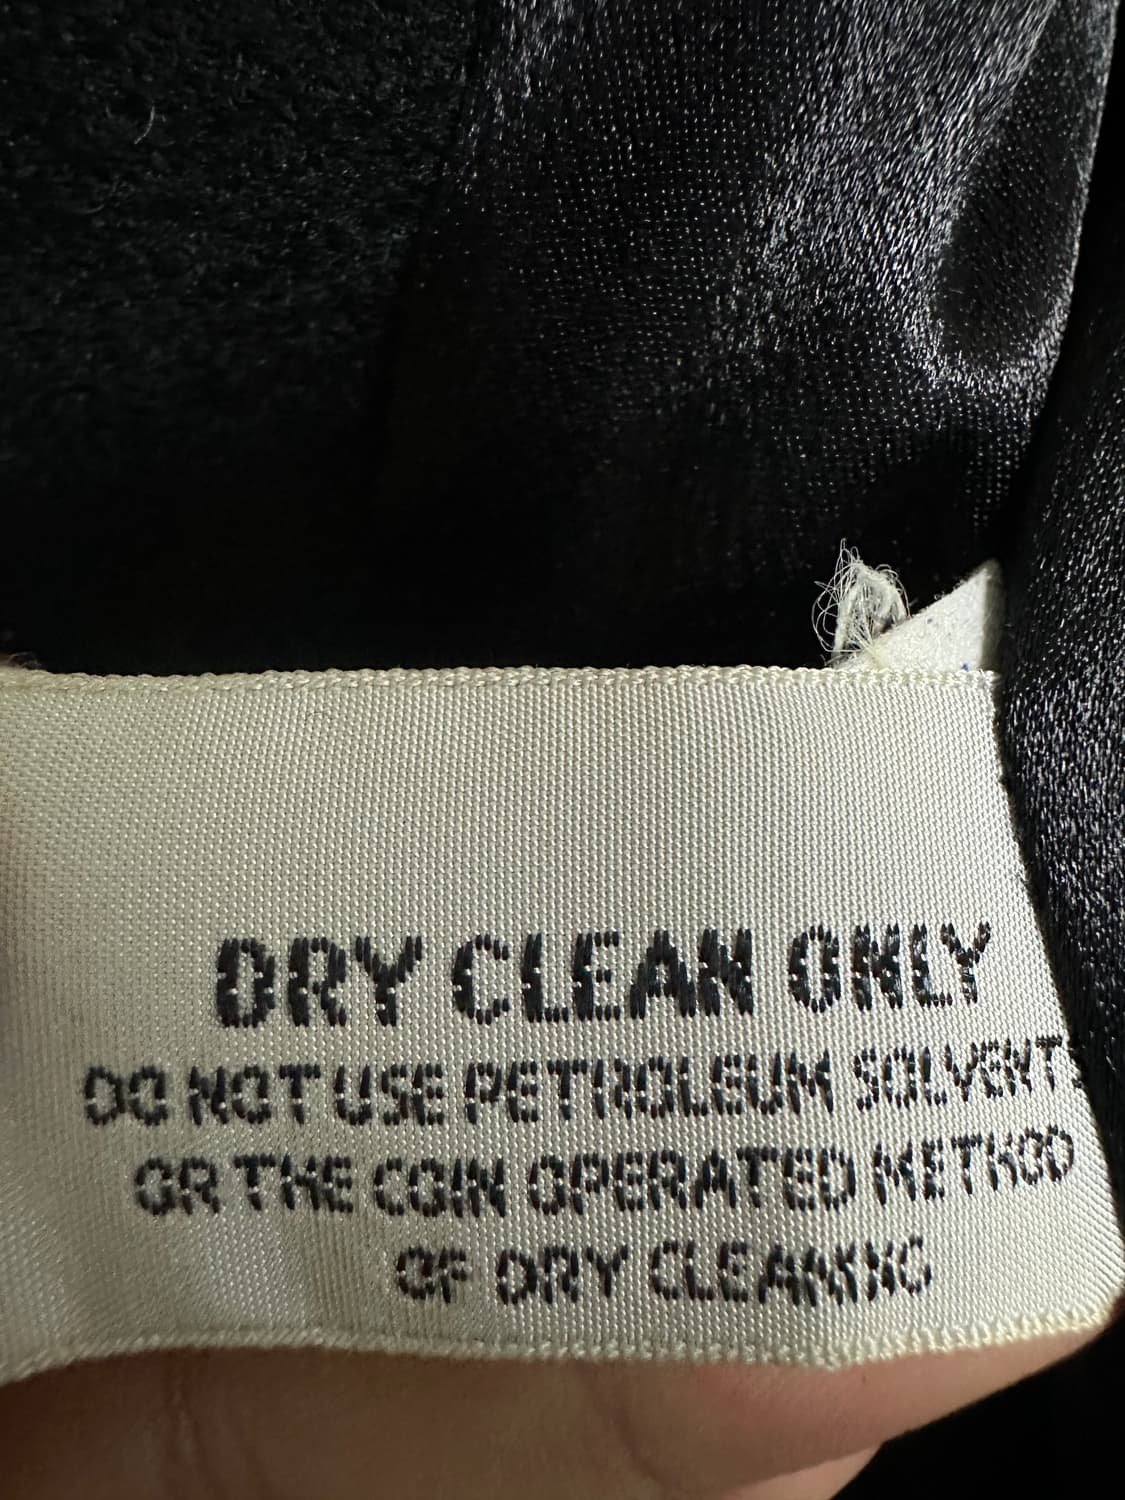 DRY CLEAN ONLY
DO NOT USE PETROLEUM SOLVENTS
OR THE COIN OPERATED METHOD
OF DRY CLEANING